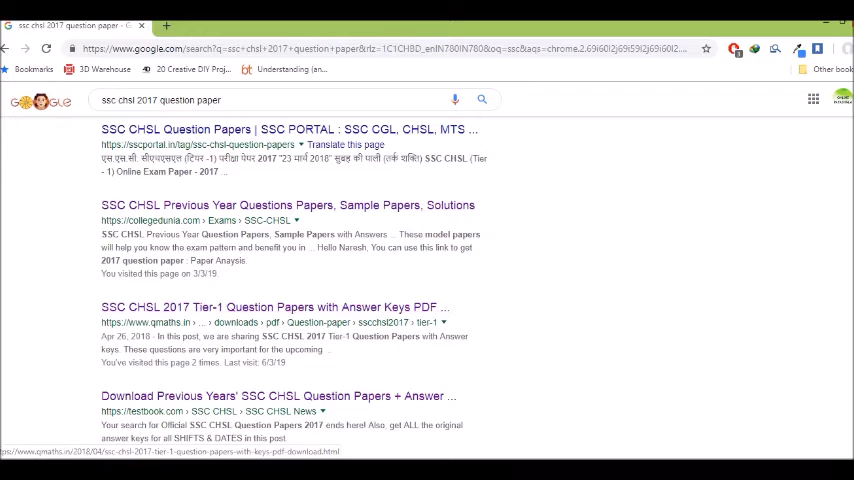 ssc chsl 2017 question paper - G
https://www.google.com/search?q=ssc+chsl+2017+question+paper&rlz=1C1CHBD_enIN780IN780&oq=ssc&aqs=chrome.2.69i60l2j69i59l2j69i60l2....
Bookmarks 3D Warehouse 20 Creative DIY Proj... Understanding (an... Other book
ssc chsl 2017 question paper
SSC CHSL Question Papers | SSC PORTAL : SSC CGL, CHSL, MTS ...
https://sscportal.in/tag/ssc-chsl-question-papers ▼ Translate this page
एस.एस.सी. सीएचएसएल (टियर -1) परीक्षा पेपर 2017 "23 मार्च 2018" सुबह की पाली (तर्क शक्ति) SSC CHSL (Tier
- 1) Online Exam Paper - 2017 ...
SSC CHSL Previous Year Questions Papers, Sample Papers, Solutions
https://collegedunia.com › Exams › SSC-CHSL ▼
SSC CHSL Previous Year Question Papers, Sample Papers with Answers ... These model papers
will help you know the exam pattern and benefit you in ... Hello Naresh, You can use this link to get
2017 question paper : Paper Anaysis.
You visited this page on 3/3/19.
SSC CHSL 2017 Tier-1 Question Papers with Answer Keys PDF ...
https://www.qmaths.in › ... › downloads › pdf › Question-paper › sscchsl2017 › tier-1 ▼
Apr 26, 2018 - In this post, we are sharing SSC CHSL 2017 Tier-1 Question Papers with Answer
keys. These questions are very important for the upcoming ...
You've visited this page 2 times. Last visit: 6/3/19
Download Previous Years' SSC CHSL Question Papers + Answer ...
https://testbook.com › SSC CHSL › SSC CHSL News ▼
Your search for Official SSC CHSL Question Papers 2017 ends here! Also, get ALL the original
answer keys for all SHIFTS & DATES in this post.
tps://www.qmaths.in/2018/04/ssc-chsl-2017-tier-1-question-papers-with-keys-pdf-download.html